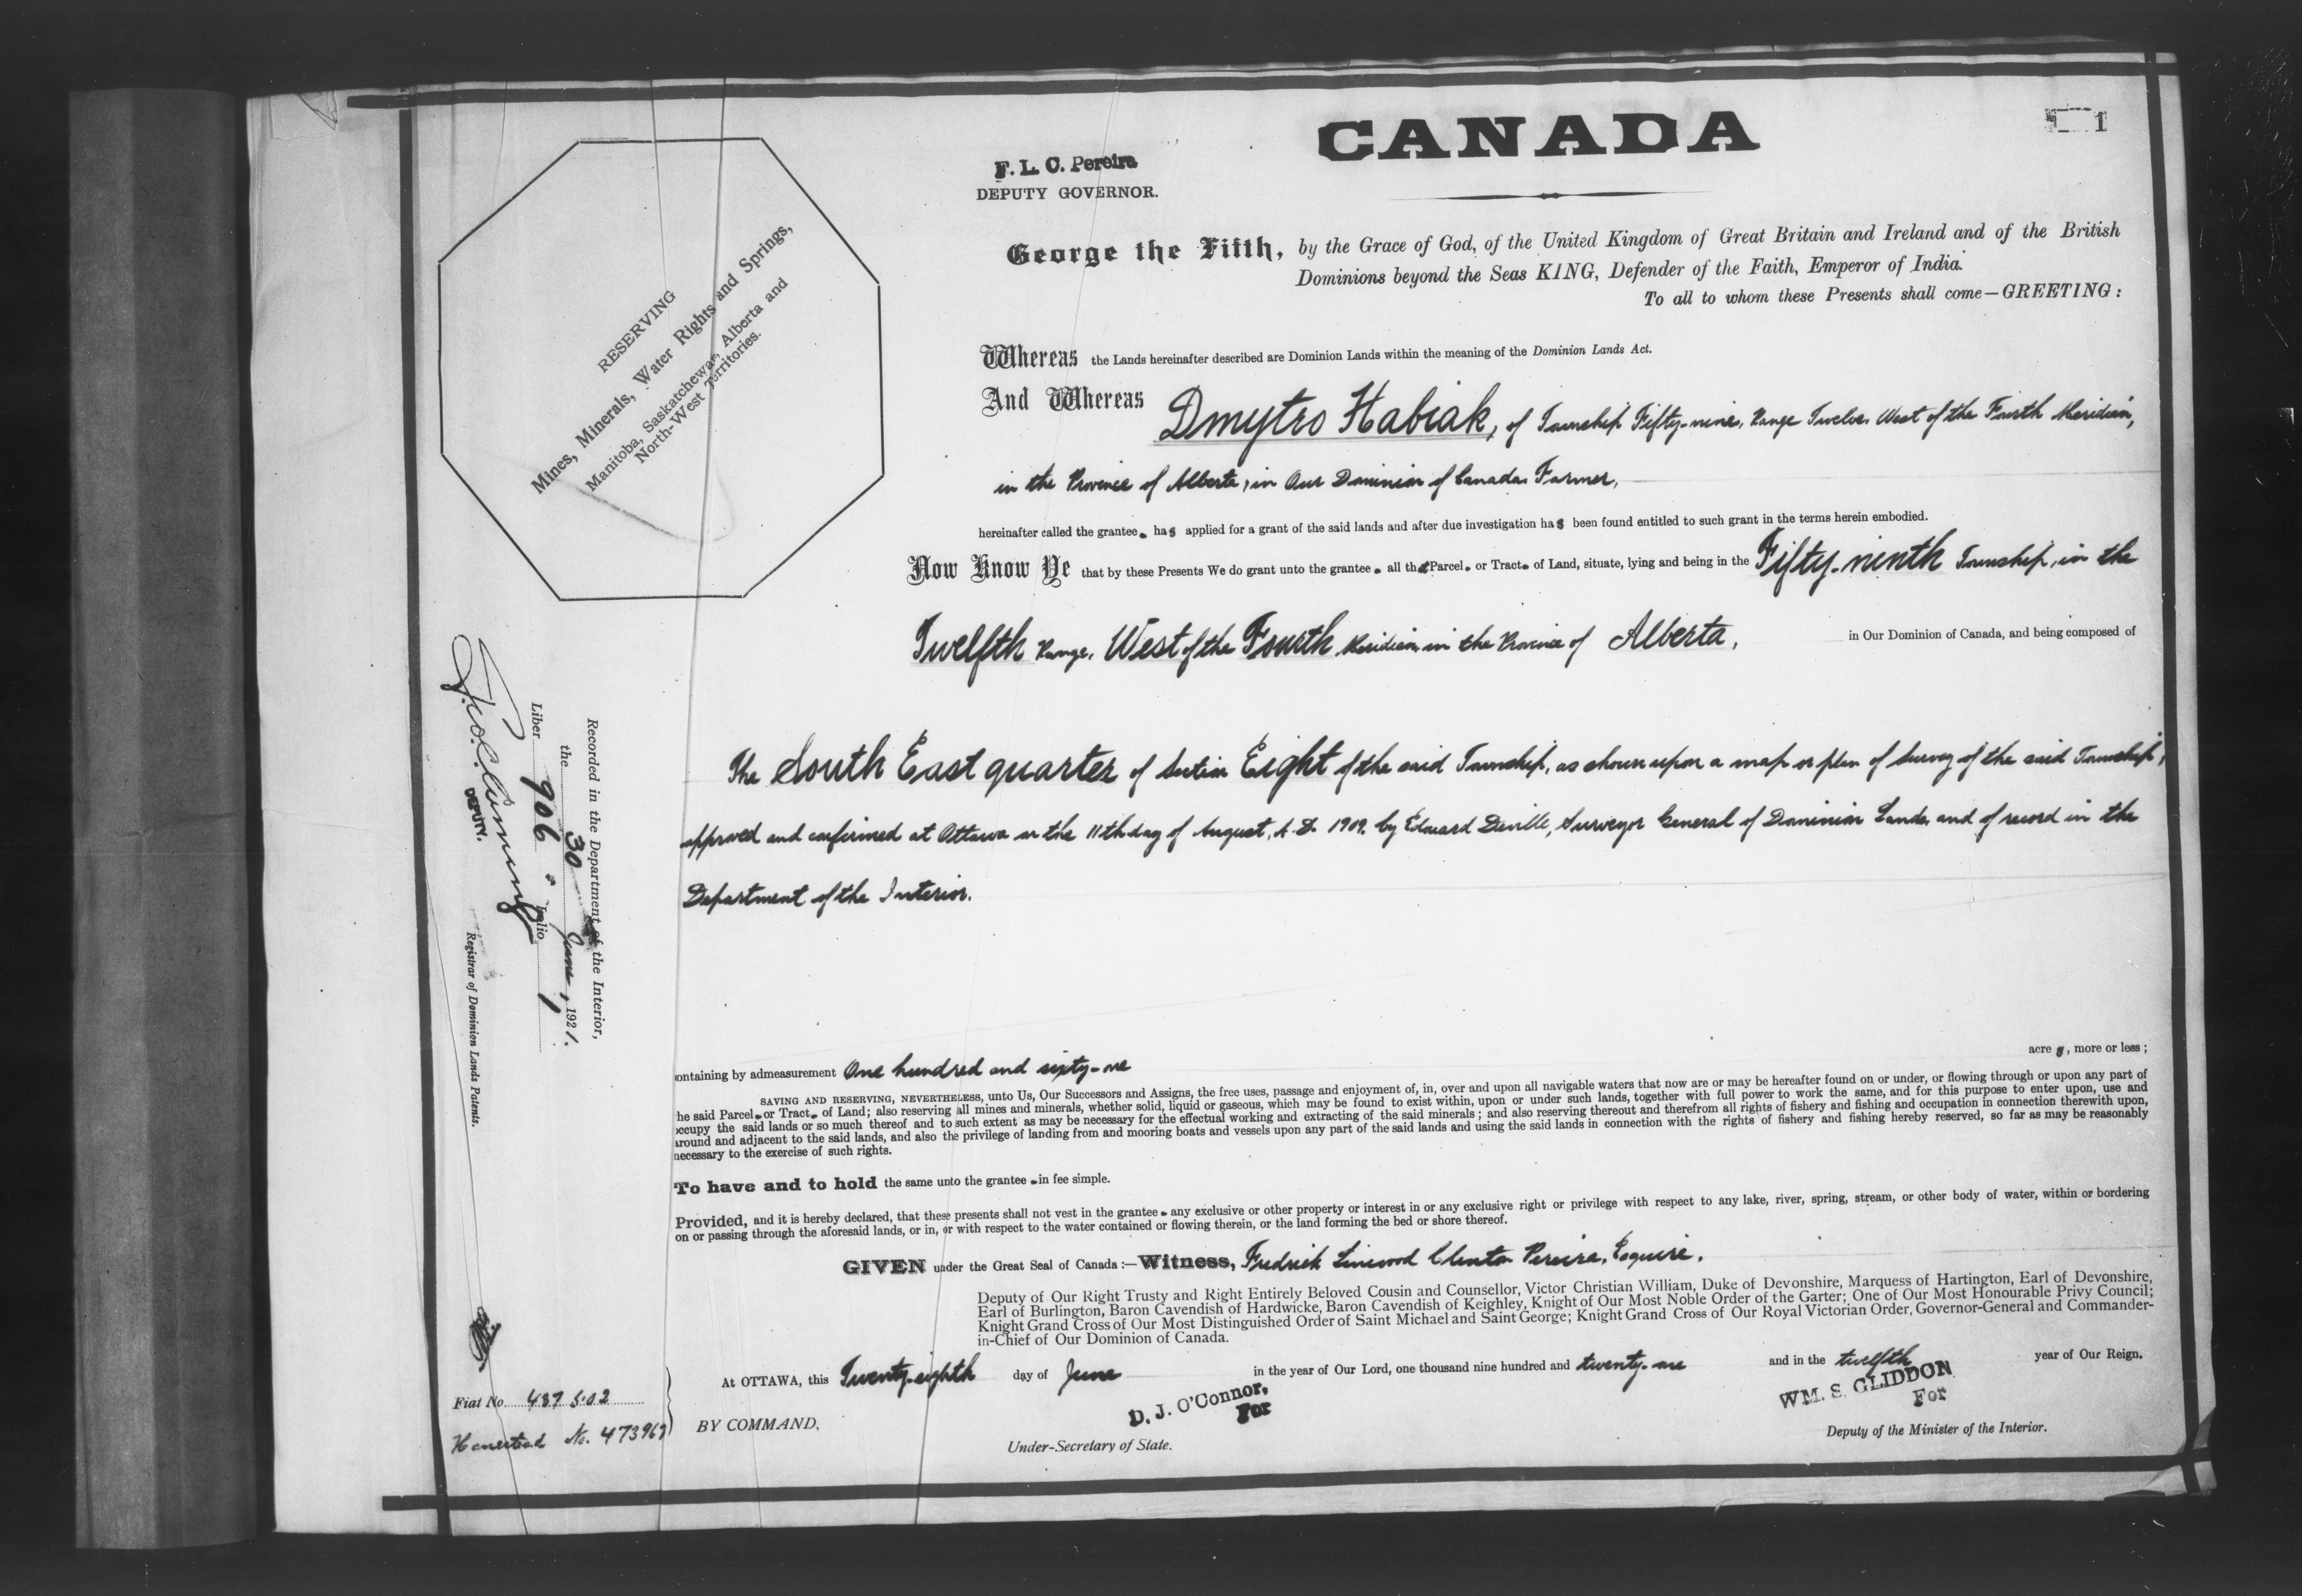 CANADA
1
F. L. C. Pereira
DEPUTY GOVERNOR.
George the Fifth, by the Grace of God, of the United Kingdom of Great Britain and Ireland and of the British
Dominions beyond the Seas KING, Defender of the Faith, Emperor of India.
To all to whom these Presents shall come—GREETING:
RESERVING
Mines, Minerals, Water Rights and Springs,
Manitoba, Saskatchewan, Alberta and
North-West Territories.
Whereas the Lands hereinafter described are Dominion Lands within the meaning of the Dominion Lands Act.
And Whereas Dmytro Habiak, of Township Fifty-nine, Range Twelve, West of the Fourth Meridian,
in the Province of Alberta, in Our Dominion of Canada, Farmer,
hereinafter called the grantee has applied for a grant of the said lands and after due investigation has been found entitled to such grant in the terms herein embodied.
Now Know Ye that by these Presents We do grant unto the grantee all that Parcel or Tract of Land, situate, lying and being in the Fifty-ninth Township, in the
Twelfth Range, West of the Fourth Meridian, in the Province of Alberta, in Our Dominion of Canada, and being composed of
The South East quarter of Section Eight of the said Township, as shown upon a map or plan of Survey of the said Township,
approved and confirmed at Ottawa on the 11th day of August, A.D. 1909, by Edouard Deville, Surveyor General of Dominion Lands, and of record in the
Department of the Interior.
Recorded in the Department of the Interior,
the 30 June, 1921.
Liber 906 Folio 1
DEPUTY.
Registrar of Dominion Lands Patents.
ontaining by admeasurement One hundred and sixty-one acres, more or less;
SAVING AND RESERVING, NEVERTHELESS, unto Us, Our Successors and Assigns, the free uses, passage and enjoyment of, in, over and upon all navigable waters that now are or may be hereafter found on or under, or flowing through or upon any part of
he said Parcel or Tract of Land; also reserving all mines and minerals, whether solid, liquid or gaseous, which may be found to exist within, upon or under such lands, together with full power to work the same, and for this purpose to enter upon, use and
occupy the said lands or so much thereof and to such extent as may be necessary for the effectual working and extracting of the said minerals; and also reserving thereout and therefrom all rights of fishery and fishing and occupation in connection therewith upon,
around and adjacent to the said lands, and also the privilege of landing from and mooring boats and vessels upon any part of the said lands and using the said lands in connection with the rights of fishery and fishing hereby reserved, so far as may be reasonably
necessary to the exercise of such rights.
To have and to hold the same unto the grantee in fee simple.
Provided, and it is hereby declared, that these presents shall not vest in the grantee any exclusive or other property or interest in or any exclusive right or privilege with respect to any lake, river, spring, stream, or other body of water, within or bordering
on or passing through the aforesaid lands, or in, or with respect to the water contained or flowing therein, or the land forming the bed or shore thereof.
GIVEN under the Great Seal of Canada:—Witness, Fredrick Linwood Clinton Pereira, Esquire,
Deputy of Our Right Trusty and Right Entirely Beloved Cousin and Counsellor, Victor Christian William, Duke of Devonshire, Marquess of Hartington, Earl of Devonshire,
Earl of Burlington, Baron Cavendish of Hardwicke, Baron Cavendish of Keighley, Knight of Our Most Noble Order of the Garter; One of Our Most Honourable Privy Council;
Knight Grand Cross of Our Most Distinguished Order of Saint Michael and Saint George; Knight Grand Cross of Our Royal Victorian Order, Governor-General and Commander-
in-Chief of Our Dominion of Canada.
At OTTAWA, this Twenty-eighth day of June in the year of Our Lord, one thousand nine hundred and twenty-one and in the twelfth year of Our Reign.
Fiat No. 487502
Homestead No. 473969
BY COMMAND,
D. J. O'Connor,
For
Under-Secretary of State.
WM. S. GLIDDON
For
Deputy of the Minister of the Interior.